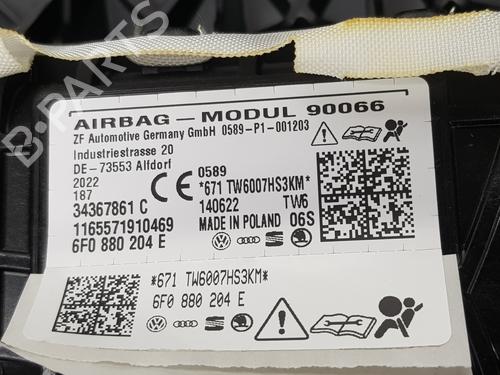 AIRBAG – MODUL 90066
ZF Automotive Germany GmbH 0589-P1-001203
Industriestrasse 20
DE-73553 Alfdorf
2022
187
34367861 C
1165571910469
6F0 880 204 E
CE
0589
*671 TW6007HS3KM*
140622 TW6
MADE IN POLAND 06S
*671 TW6007HS3KM*
6F0 880 204 E
B-PARTS